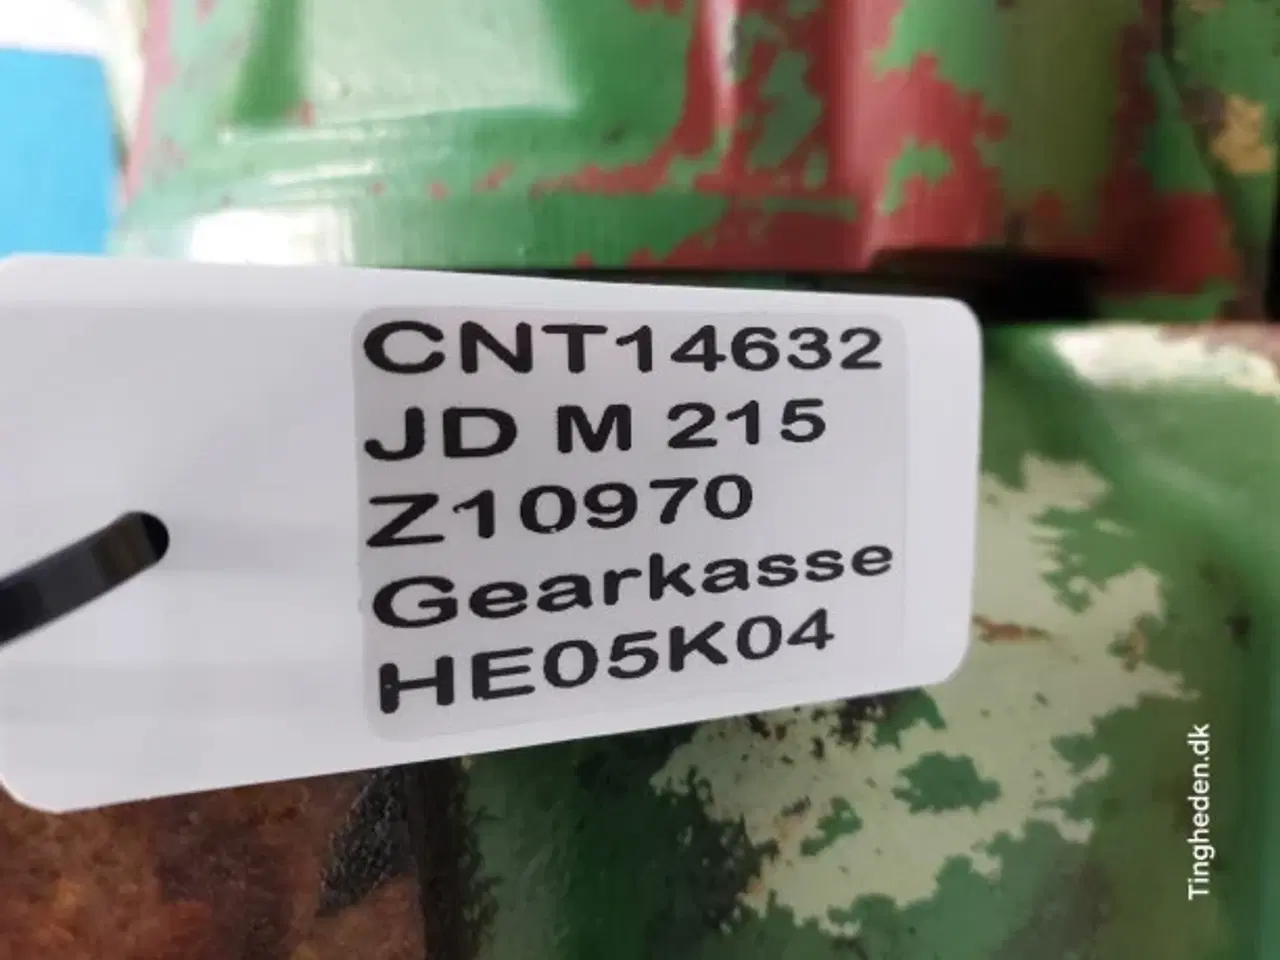 CNT14632
JD M 215
Z10970
Gearkasse
HE05K04
Tingheden.dk